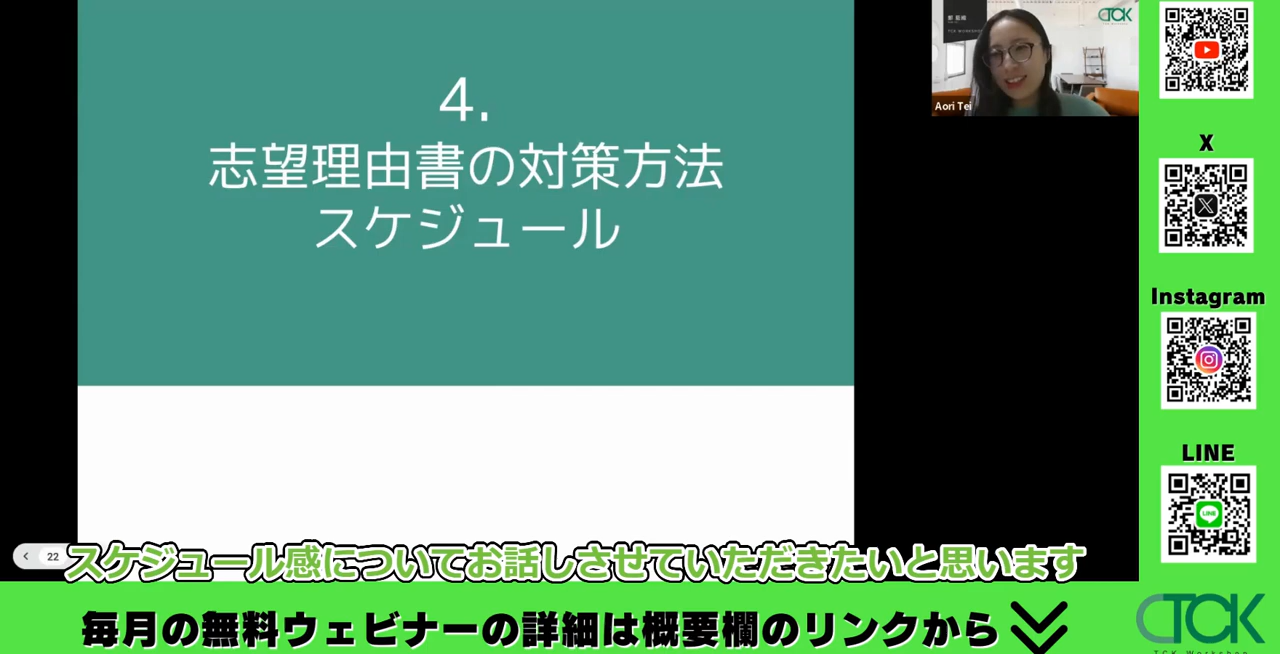 4.
志望理由書の対策方法
スケジュール
TCK
Aori Tei
X
Instagram
LINE
22
スケジュール感についてお話しさせていただきたいと思います
毎月の無料ウェビナーの詳細は概要欄のリンクから
TCK
TCK Workshop